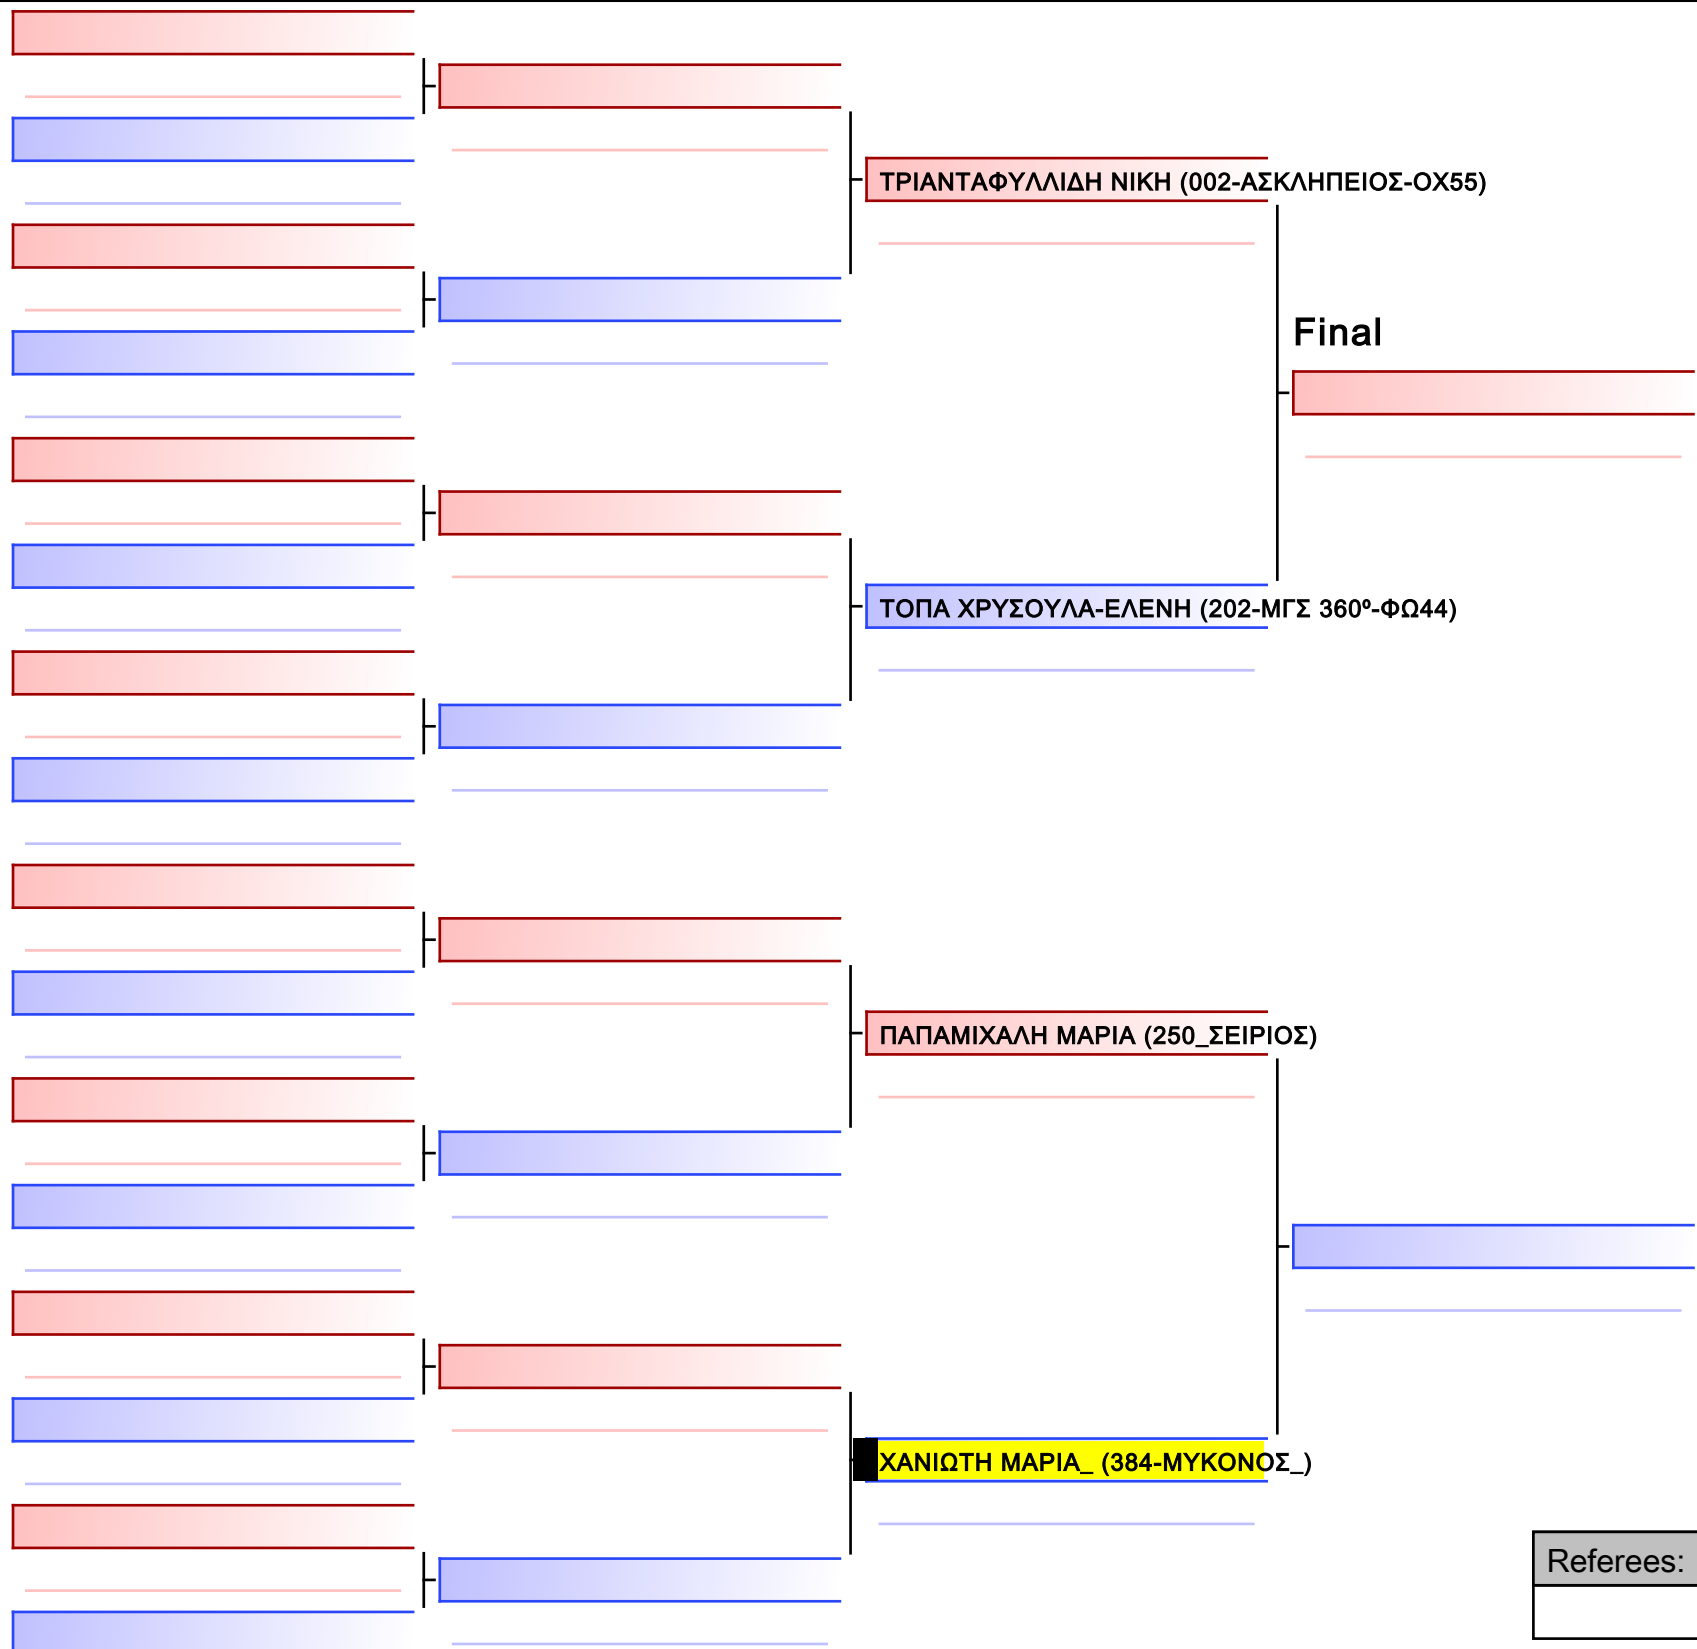 ΤΡΙΑΝΤΑΦΥΛΛΙΔΗ ΝΙΚΗ (002-ΑΣΚΛΗΠΕΙΟΣ-ΟΧ55)
Final
ΤΟΠΑ ΧΡΥΣΟΥΛΑ-ΕΛΕΝΗ (202-ΜΓΣ 360º-ΦΩ44)
ΠΑΠΑΜΙΧΑΛΗ ΜΑΡΙΑ (250_ΣΕΙΡΙΟΣ)
ΧΑΝΙΩΤΗ ΜΑΡΙΑ_ (384-ΜΥΚΟΝΟΣ_)
Referees: